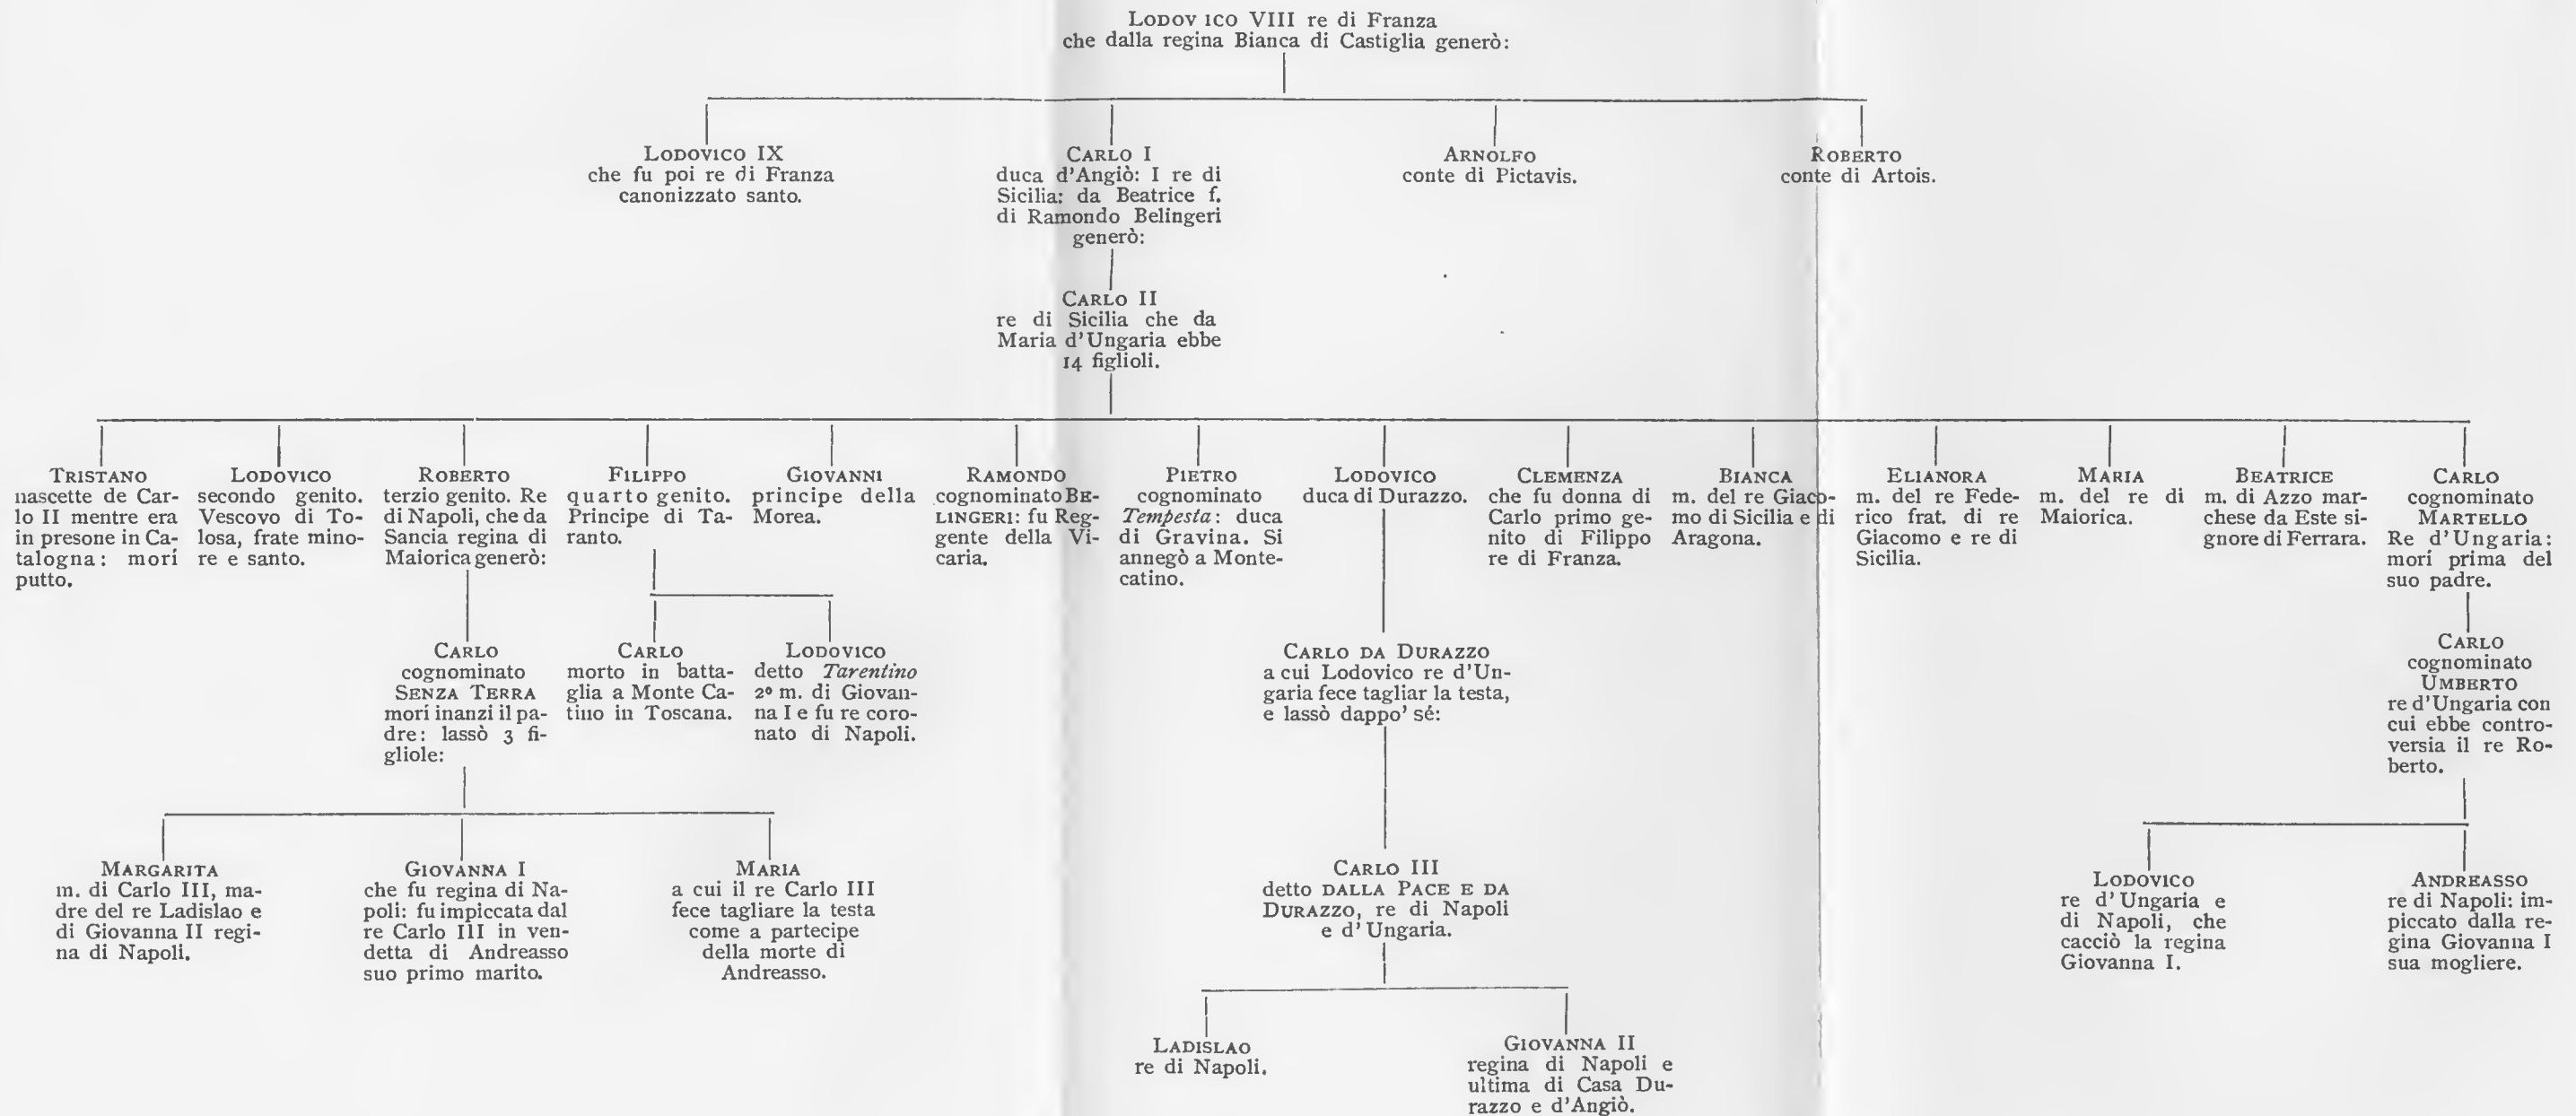 LODOVICO VIII re di Franza
che dalla regina Bianca di Castiglia generò:
LODOVICO IX
che fu poi re di Franza
canonizzato santo.
CARLO I
duca d'Angiò: I re di
Sicilia: da Beatrice f.
di Ramondo Belingeri
generò:
ARNOLFO
conte di Pictavis.
ROBERTO
conte di Artois.
CARLO II
re di Sicilia che da
Maria d'Ungaria ebbe
14 figlioli.
TRISTANO
nascette de Car-
lo II mentre era
in presone in Ca-
talogna: morí
putto.
LODOVICO
secondo genito.
Vescovo di To-
losa, frate mino-
re e santo.
ROBERTO
terzio genito. Re
di Napoli, che da
Sancia regina di
Maiorica generò:
FILIPPO
quarto genito.
Principe di Ta-
ranto.
GIOVANNI
principe della
Morea.
RAMONDO
cognominato BE-
LINGERI: fu Reg-
gente della Vi-
caria.
PIETRO
cognominato
Tempesta: duca
di Gravina. Si
annegò a Monte-
catino.
LODOVICO
duca di Durazzo.
CLEMENZA
che fu donna di
Carlo primo ge-
nito di Filippo
re di Franza.
BIANCA
m. del re Giaco-
mo di Sicilia e di
Aragona.
ELIANORA
m. del re Fede-
rico frat. di re
Giacomo e re di
Sicilia.
MARIA
m. del re di
Maiorica.
BEATRICE
m. di Azzo mar-
chese da Este si-
gnore di Ferrara.
CARLO
cognominato
MARTELLO
Re d'Ungaria:
morí prima del
suo padre.
CARLO
cognominato
SENZA TERRA
morí inanzi il pa-
dre: lassò 3 fi-
gliole:
CARLO
morto in batta-
glia a Monte Ca-
tino in Toscana.
LODOVICO
detto Tarentino
2º m. di Giovan-
na I e fu re coro-
nato di Napoli.
CARLO DA DURAZZO
a cui Lodovico re d'Un-
garia fece tagliar la testa,
e lassò dappo' sé:
CARLO
cognominato
UMBERTO
re d'Ungaria con
cui ebbe contro-
versia il re Ro-
berto.
MARGARITA
m. di Carlo III, ma-
dre del re Ladislao e
di Giovanna II regi-
na di Napoli.
GIOVANNA I
che fu regina di Na-
poli: fu impiccata dal
re Carlo III in ven-
detta di Andreasso
suo primo marito.
MARIA
a cui il re Carlo III
fece tagliare la testa
come a partecipe
della morte di
Andreasso.
CARLO III
detto DALLA PACE E DA
DURAZZO, re di Napoli
e d'Ungaria.
LODOVICO
re d'Ungaria e
di Napoli, che
cacciò la regina
Giovanna I.
ANDREASSO
re di Napoli: im-
piccato dalla re-
gina Giovanna I
sua mogliere.
LADISLAO
re di Napoli.
GIOVANNA II
regina di Napoli e
ultima di Casa Du-
razzo e d'Angiò.